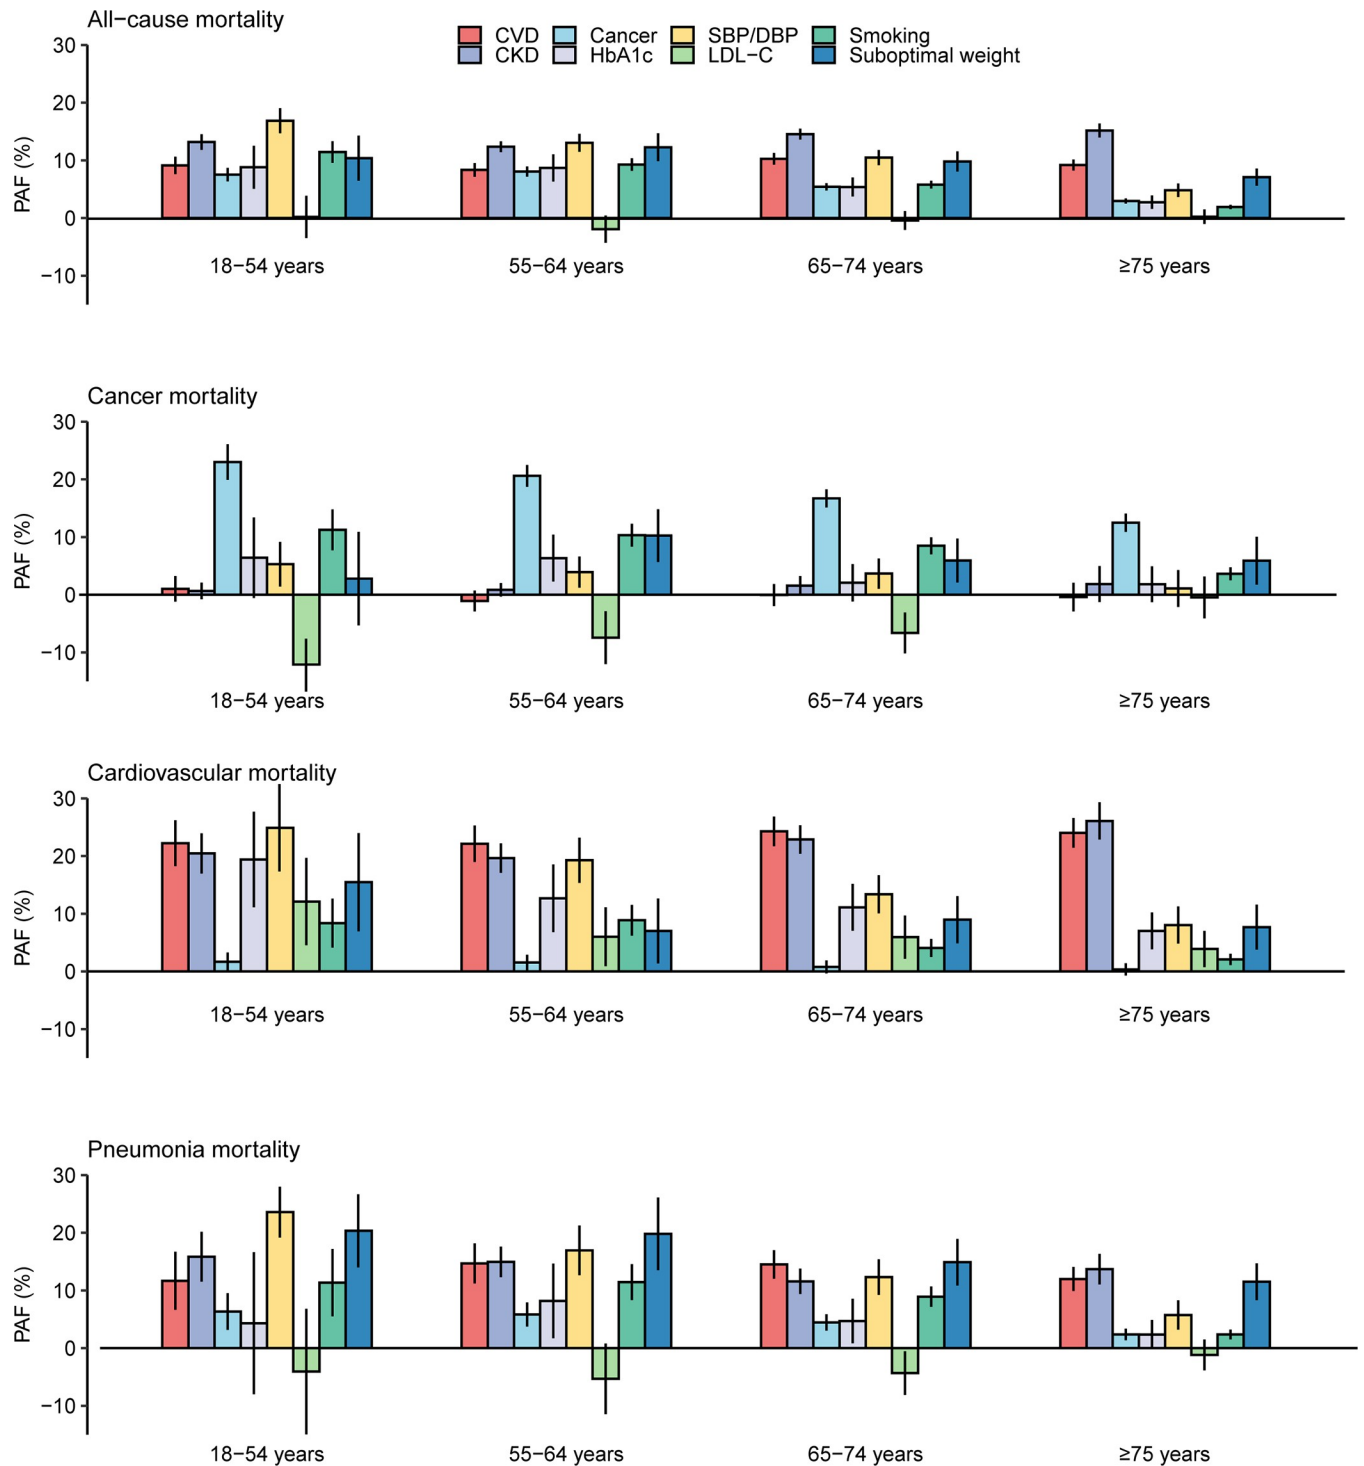 All−cause mortality
CVD Cancer SBP/DBP Smoking
CKD HbA1c LDL−C Suboptimal weight
PAF (%)
30
20
10
0
−10
18−54 years 55−64 years 65−74 years ≥75 years
Cancer mortality
PAF (%)
30
20
10
0
−10
18−54 years 55−64 years 65−74 years ≥75 years
Cardiovascular mortality
PAF (%)
30
20
10
0
−10
18−54 years 55−64 years 65−74 years ≥75 years
Pneumonia mortality
PAF (%)
30
20
10
0
−10
18−54 years 55−64 years 65−74 years ≥75 years